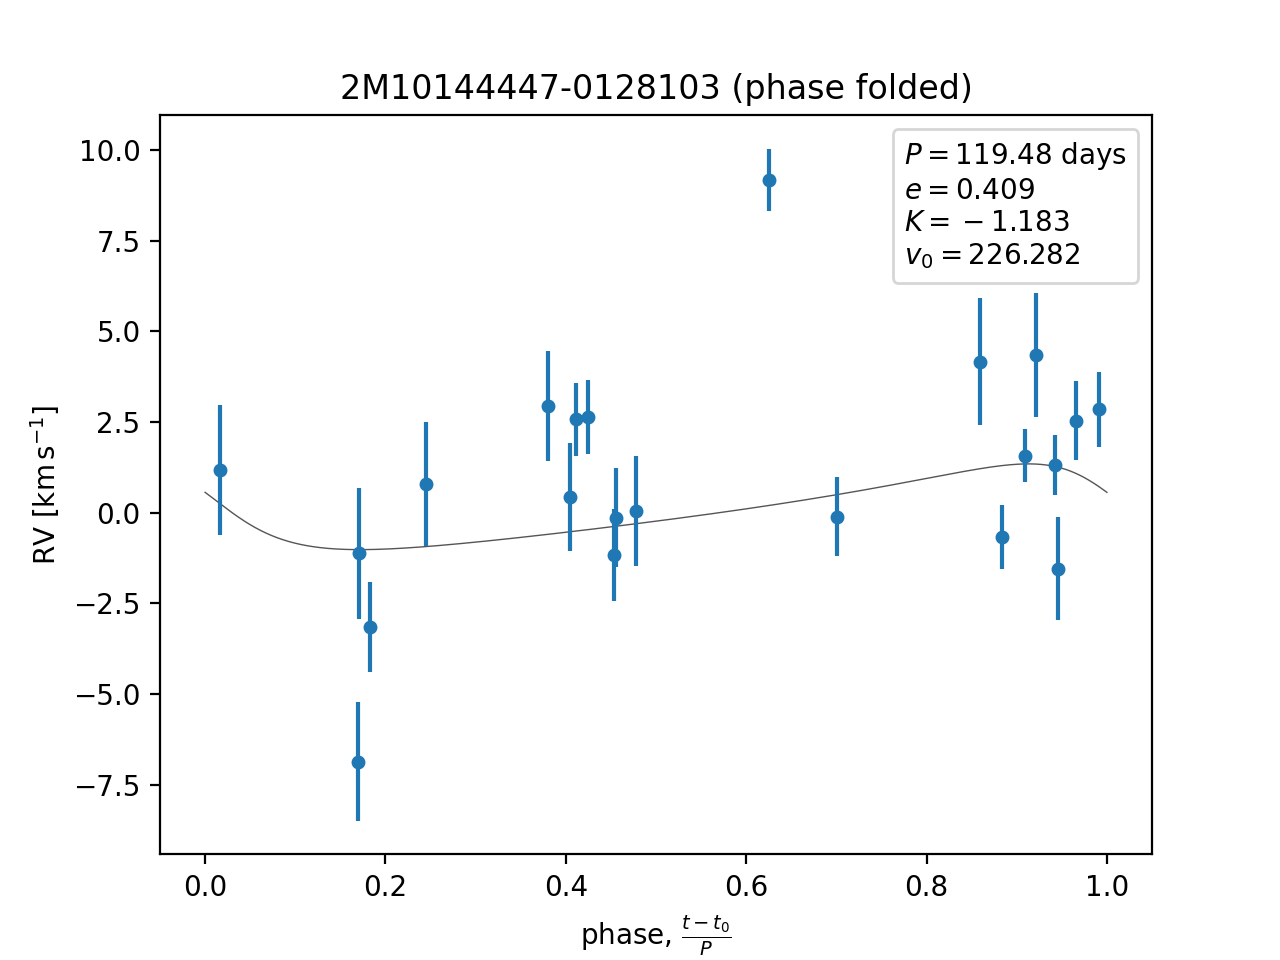 2M10144447-0128103 (phase folded)
P = 119.48 days
e = 0.409
K = −1.183
v₀ = 226.282
10.0
7.5
5.0
2.5
0.0
−2.5
−5.0
−7.5
RV [km s⁻¹]
0.0 0.2 0.4 0.6 0.8 1.0
phase, (t − t₀)/P